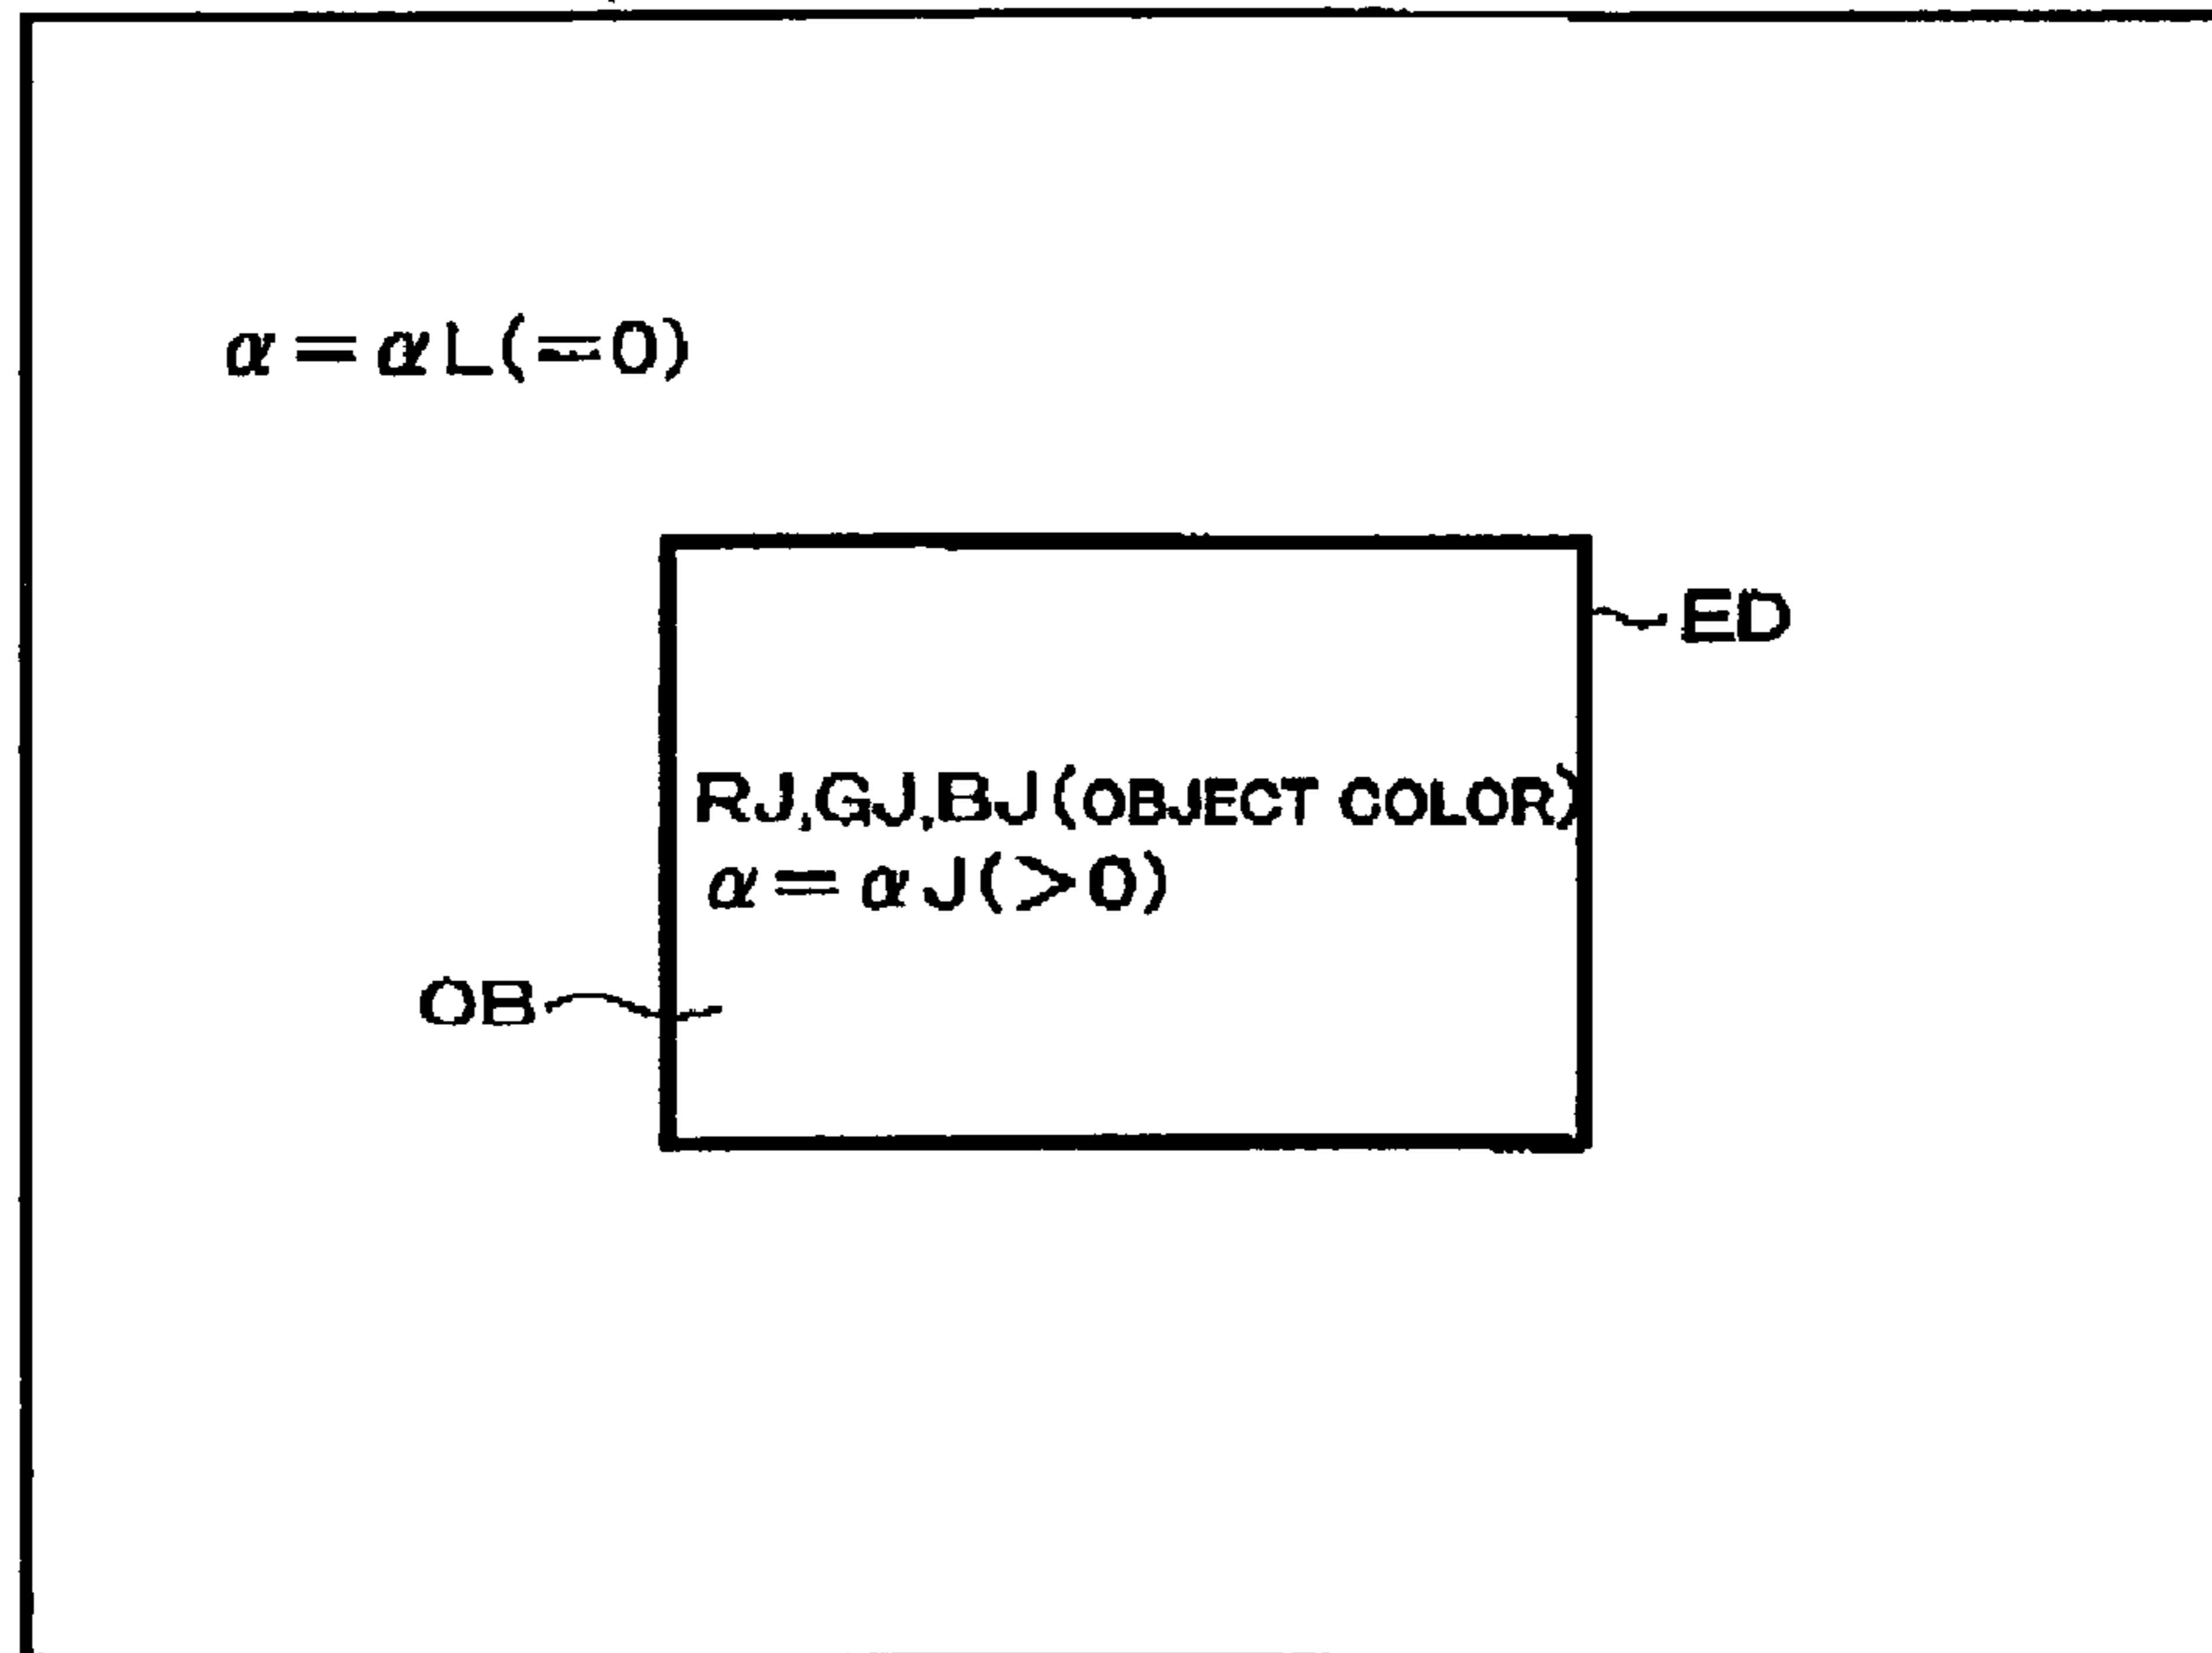 α=αL(=0)
ED
RJ,GJ,BJ(OBJECT COLOR)
α=αJ(>0)
OB